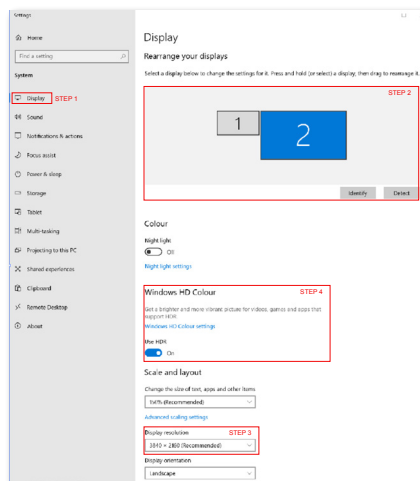 Settings
Home
Find a setting
System
Display STEP 1
Sound
Notifications & actions
Focus assist
Power & sleep
Storage
Tablet
Multi-tasking
Projecting to this PC
Shared experiences
Clipboard
Remote Desktop
About
Display
Rearrange your displays
Select a display below to change the settings for it. Press and hold (or select) a display, then drag to rearrange it.
STEP 2
1 2
Identify Detect
Colour
Night light
Off
Night light settings
STEP 4
Windows HD Colour
Get a brighter and more vibrant picture for videos, games and apps that
support HDR.
Windows HD Colour settings
Use HDR
On
Scale and layout
Change the size of text, apps and other items
(Recommended)
Advanced scaling settings
Display resolution STEP 3
3840 × 2160 (Recommended)
Display orientation
Landscape